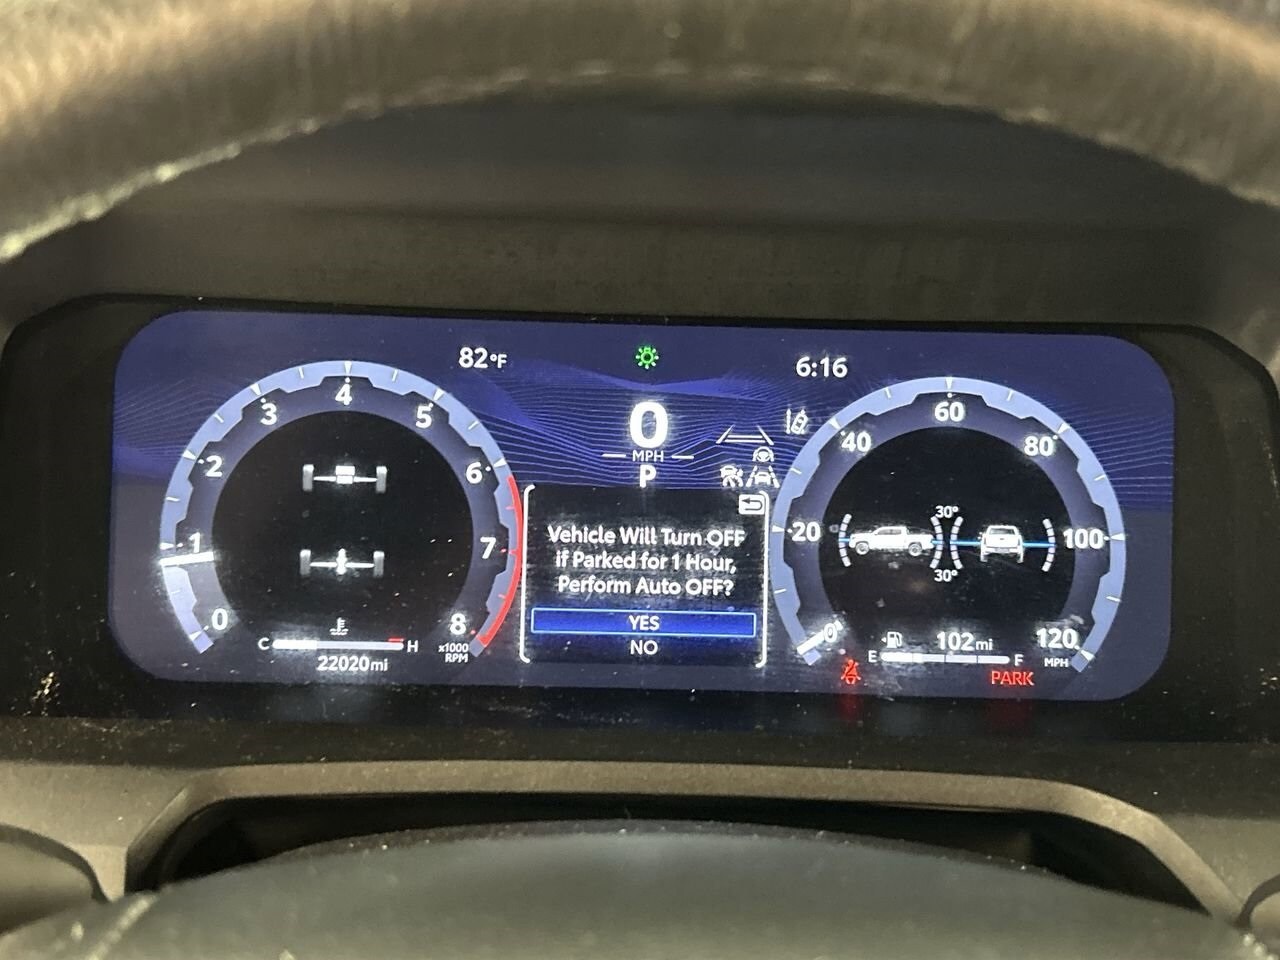 82°F
6:16
0
MPH
P
0
1
2
3
4
5
6
7
8
x1000
RPM
C
H
22020mi
Vehicle Will Turn OFF
if Parked for 1 Hour,
Perform Auto OFF?
YES
NO
0
20
40
60
80
100
120
MPH
30°
30°
E
102mi
F
PARK